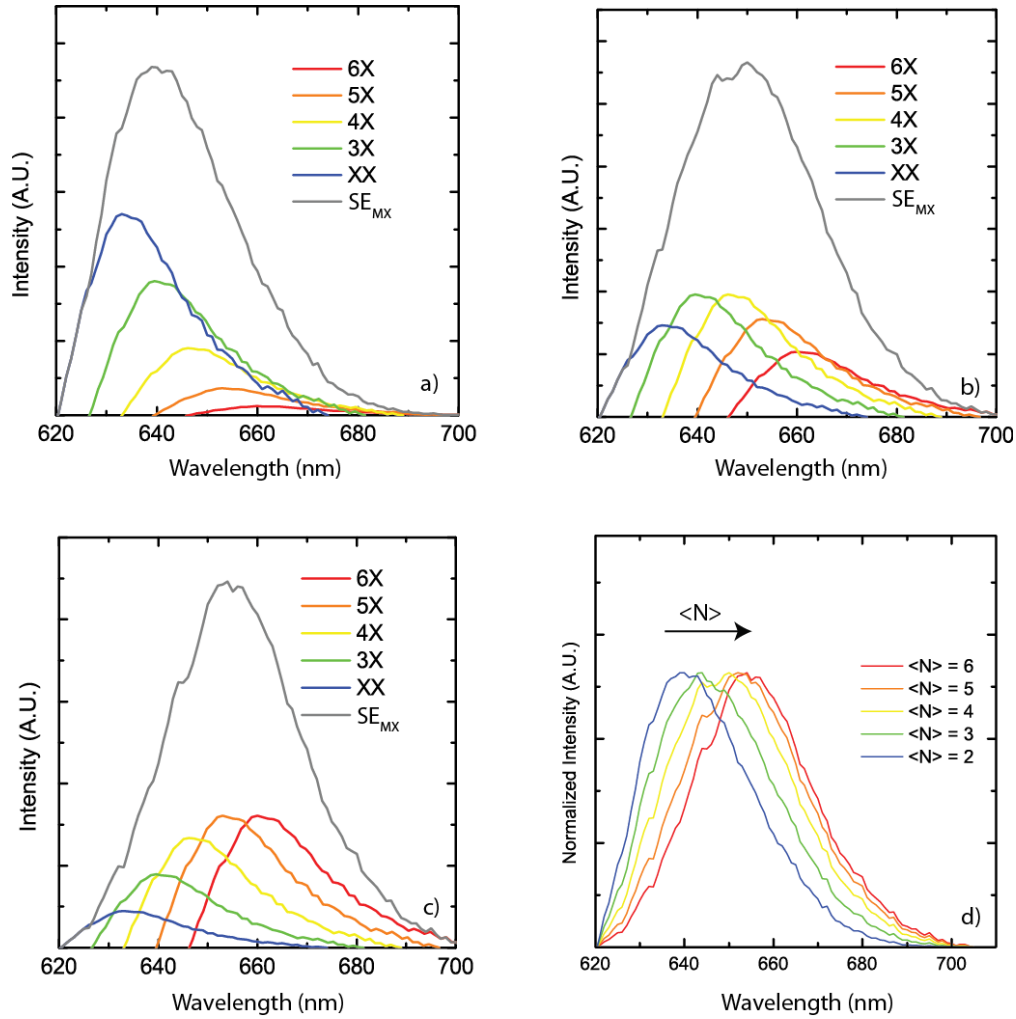 Intensity (A.U.)
6X
5X
4X
3X
XX
SEMX
a)
620 640 660 680 700
Wavelength (nm)
Intensity (A.U.)
6X
5X
4X
3X
XX
SEMX
b)
620 640 660 680 700
Wavelength (nm)
Intensity (A.U.)
6X
5X
4X
3X
XX
SEMX
c)
620 640 660 680 700
Wavelength (nm)
Normalized Intensity (A.U.)
<N>
<N> = 6
<N> = 5
<N> = 4
<N> = 3
<N> = 2
d)
620 640 660 680 700
Wavelength (nm)